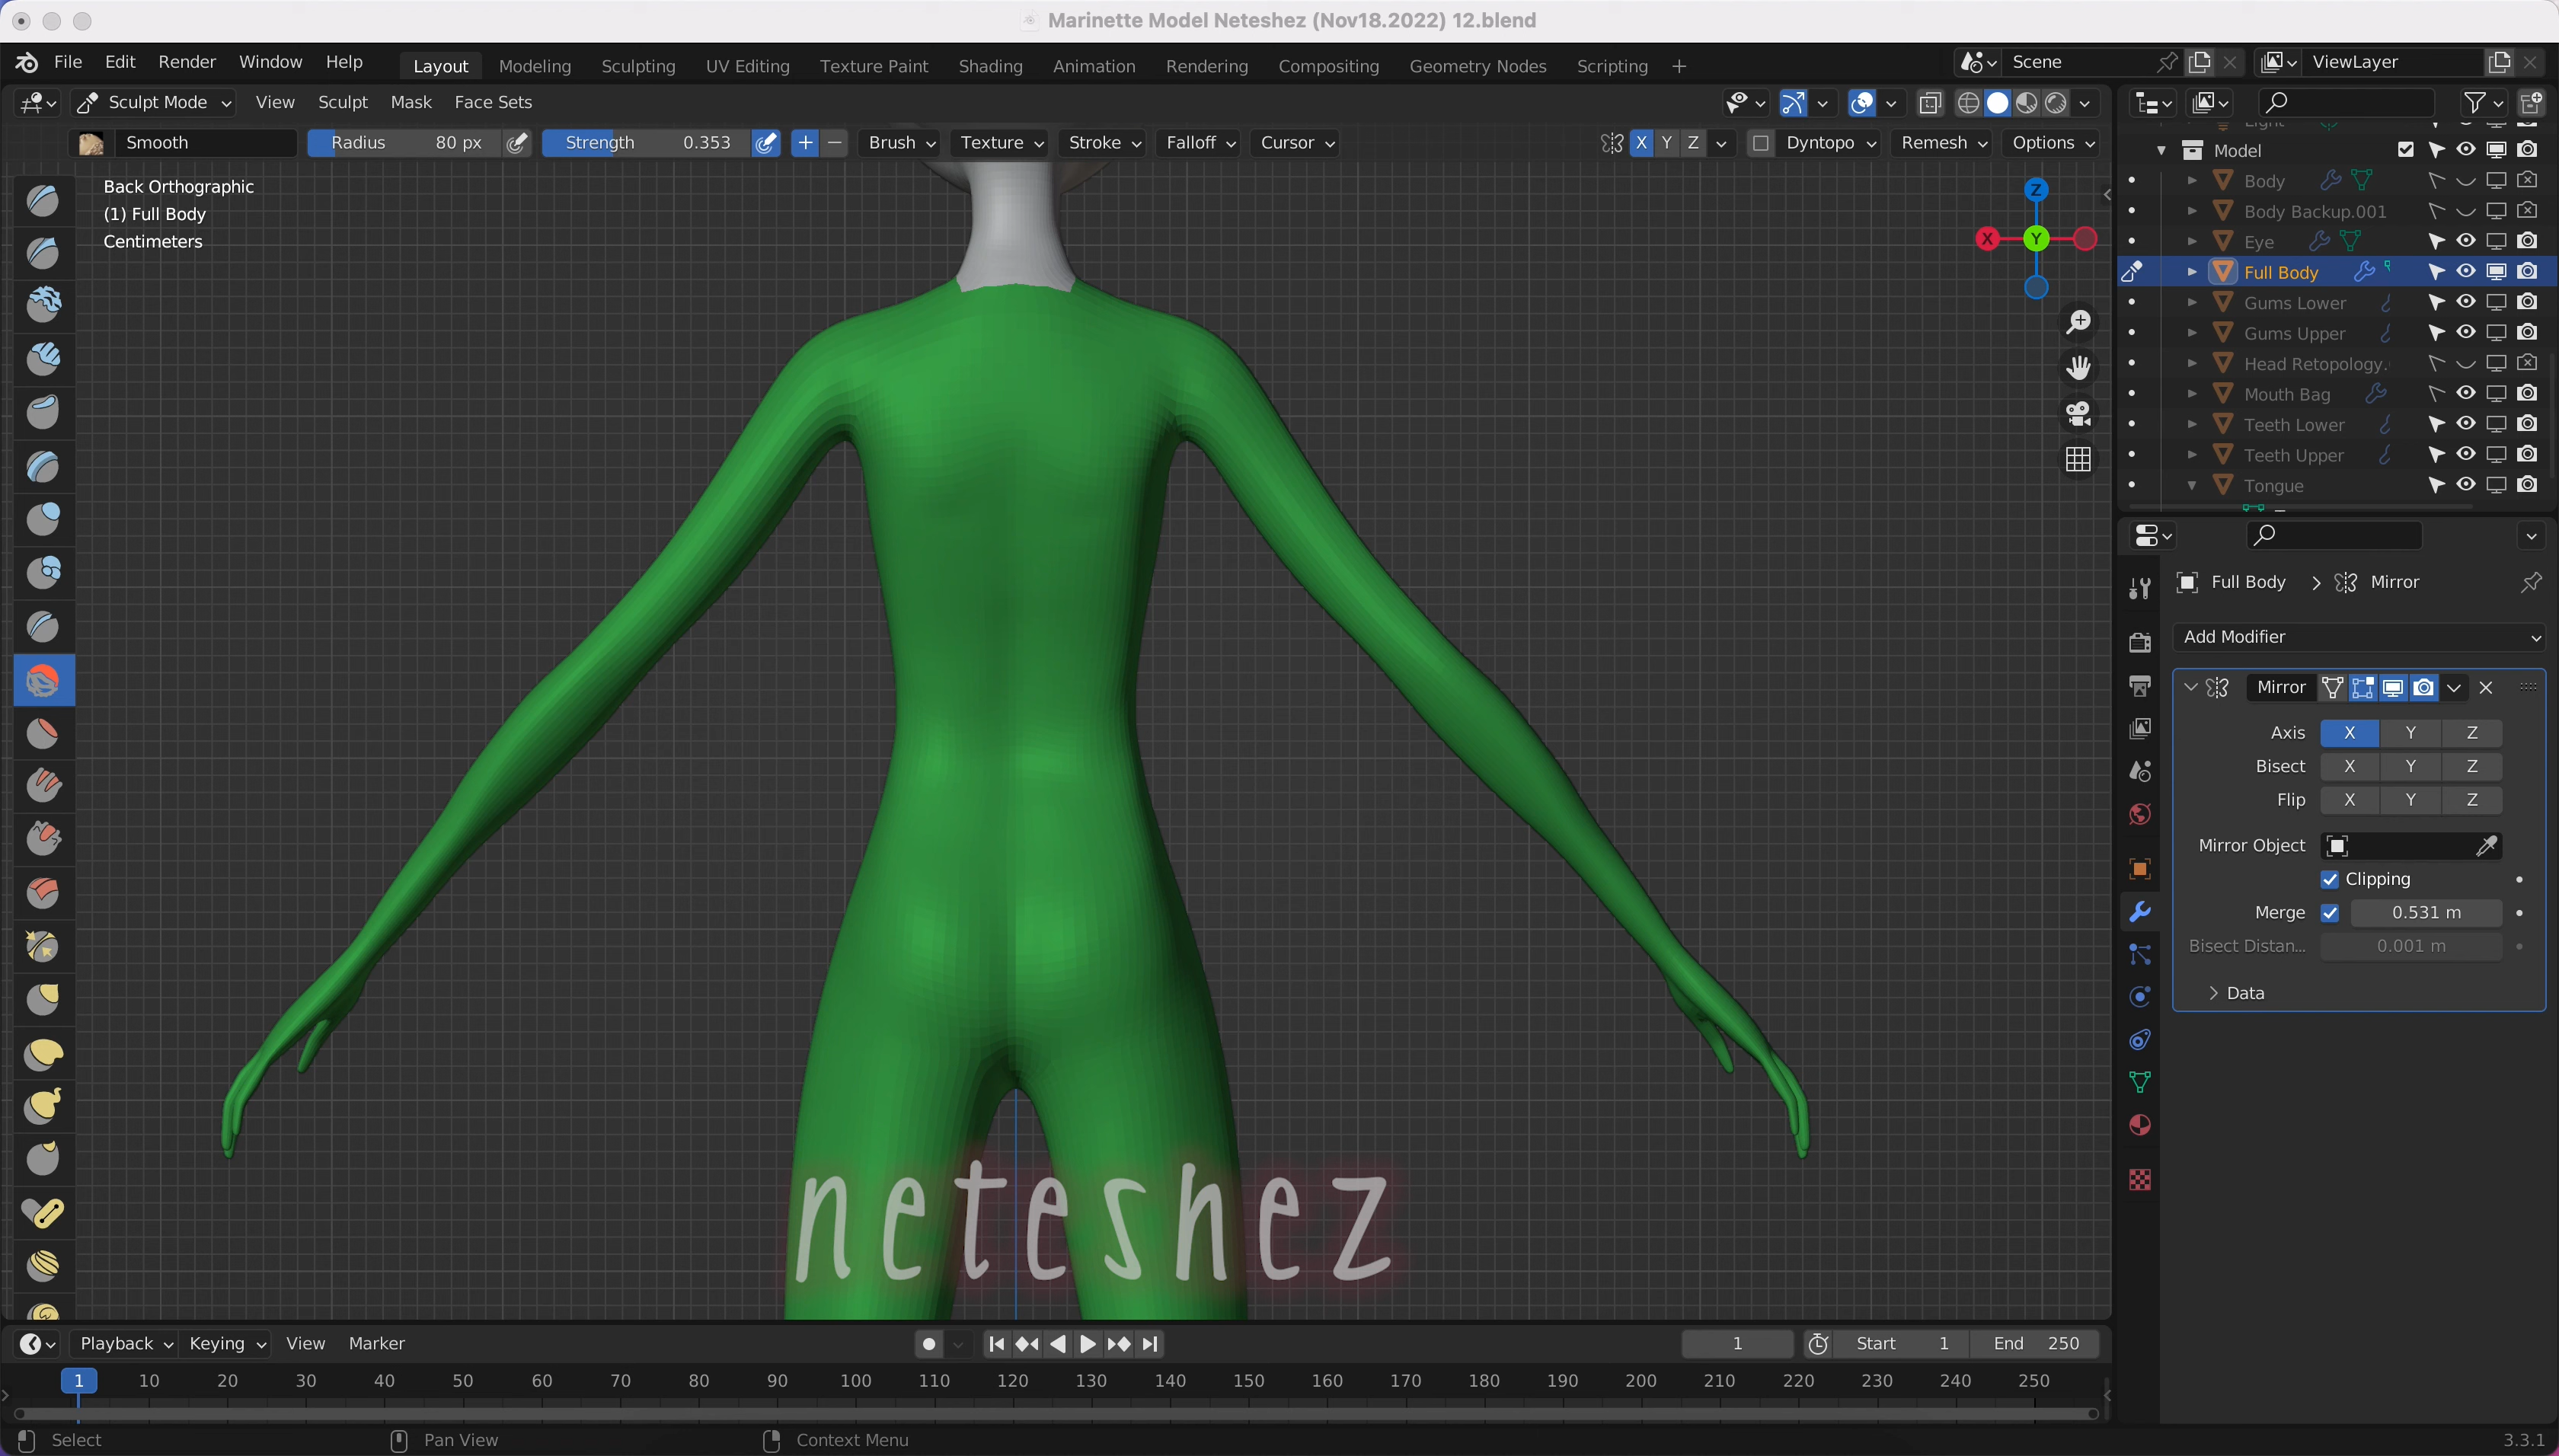 Marinette Model Neteshez (Nov18.2022) 12.blend
File Edit Render Window Help Layout Modeling Sculpting UV Editing Texture Paint Shading Animation Rendering Compositing Geometry Nodes Scripting + Scene ViewLayer
Sculpt Mode View Sculpt Mask Face Sets
Smooth Radius 80 px Strength 0.353 Brush Texture Stroke Falloff Cursor X Y Z Dyntopo Remesh Options
Back Orthographic
(1) Full Body
Centimeters
Z
X Y
Light
Model
Body
Body Backup.001
Eye
Full Body
Gums Lower
Gums Upper
Head Retopology.
Mouth Bag
Teeth Lower
Teeth Upper
Tongue
Full Body > Mirror
Add Modifier
Mirror
Axis X Y Z
Bisect X Y Z
Flip X Y Z
Mirror Object
Clipping
Merge 0.531 m
Bisect Distan... 0.001 m
Data
neteshez
Playback Keying View Marker 1 Start 1 End 250
1 10 20 30 40 50 60 70 80 90 100 110 120 130 140 150 160 170 180 190 200 210 220 230 240 250
Select Pan View Context Menu 3.3.1